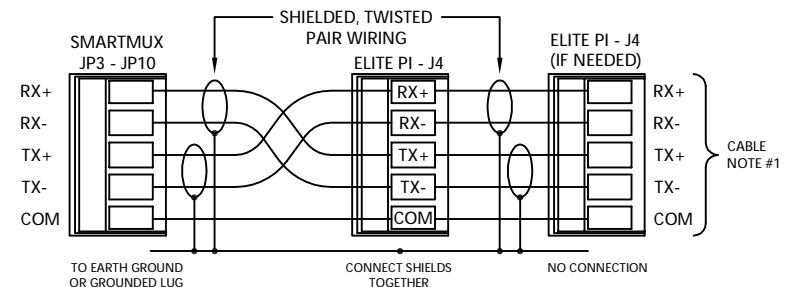 SHIELDED, TWISTED
PAIR WIRING
SMARTMUX
JP3 - JP10
ELITE PI - J4
ELITE PI - J4
(IF NEEDED)
RX+
RX-
TX+
TX-
COM
RX+
RX-
TX+
TX-
COM
RX+
RX-
TX+
TX-
COM
CABLE
NOTE #1
TO EARTH GROUND
OR GROUNDED LUG
CONNECT SHIELDS
TOGETHER
NO CONNECTION